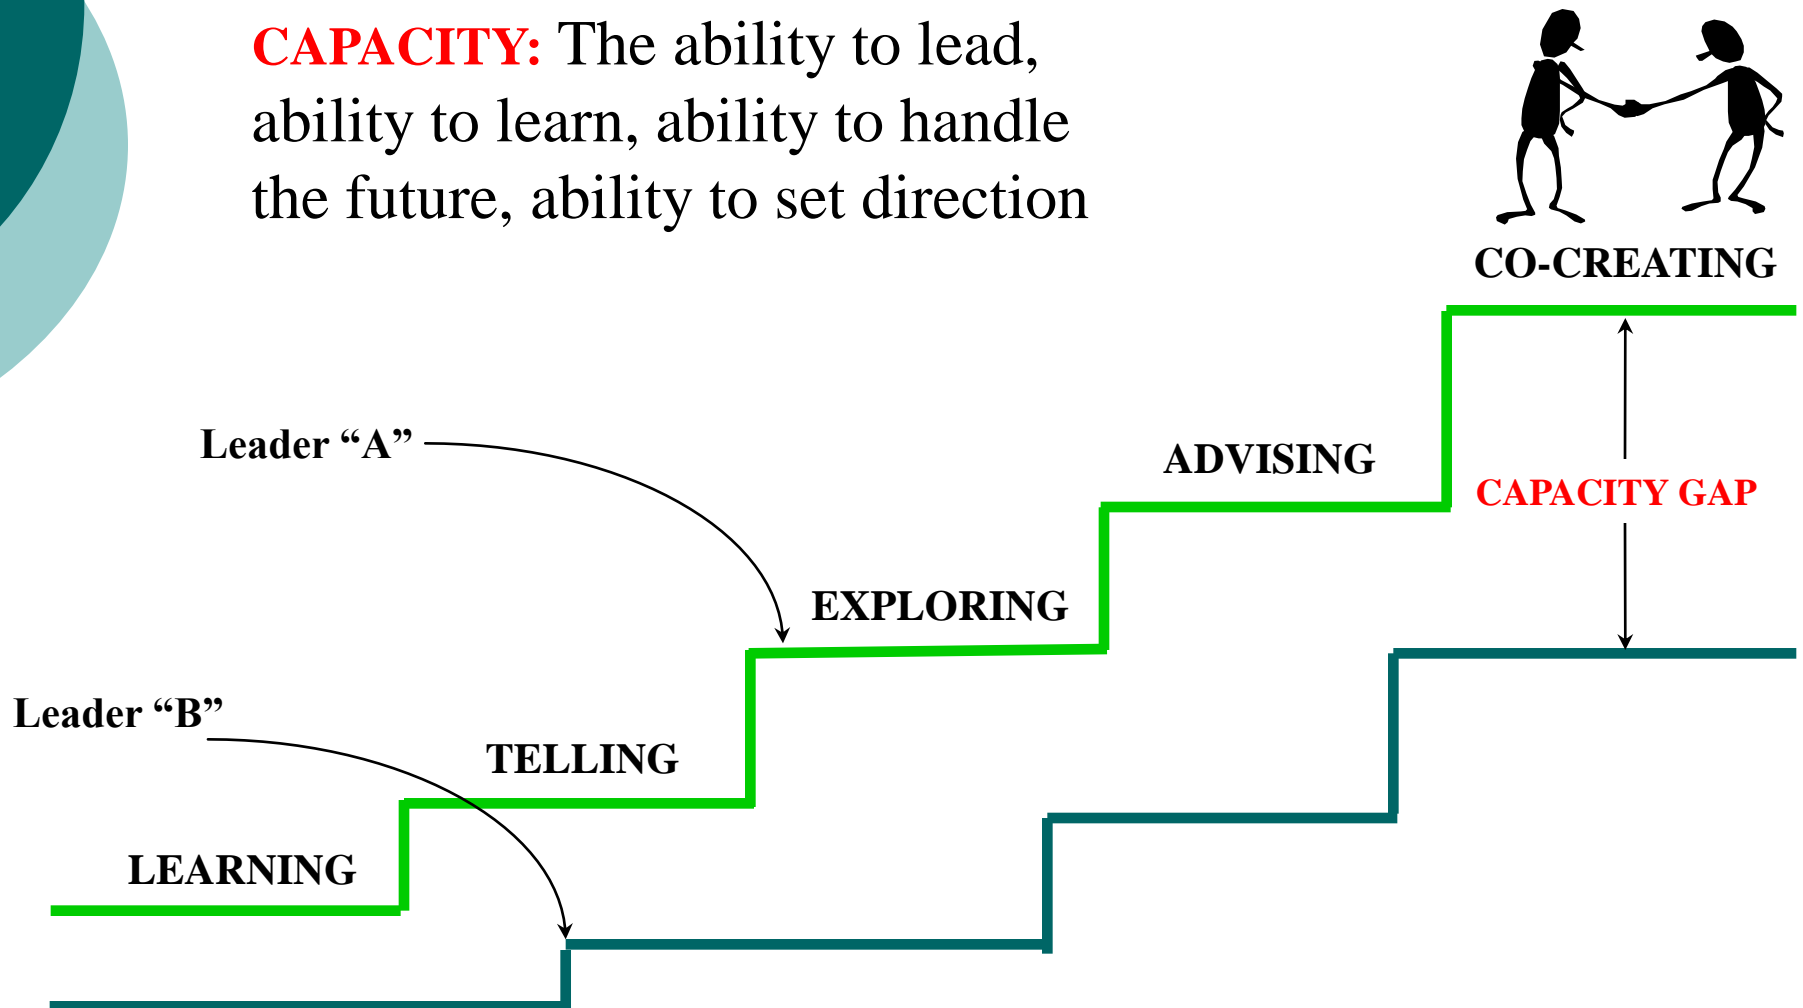 CAPACITY: The ability to lead,
ability to learn, ability to handle
the future, ability to set direction
CO-CREATING
Leader “A”
ADVISING
CAPACITY GAP
EXPLORING
Leader “B”
TELLING
LEARNING